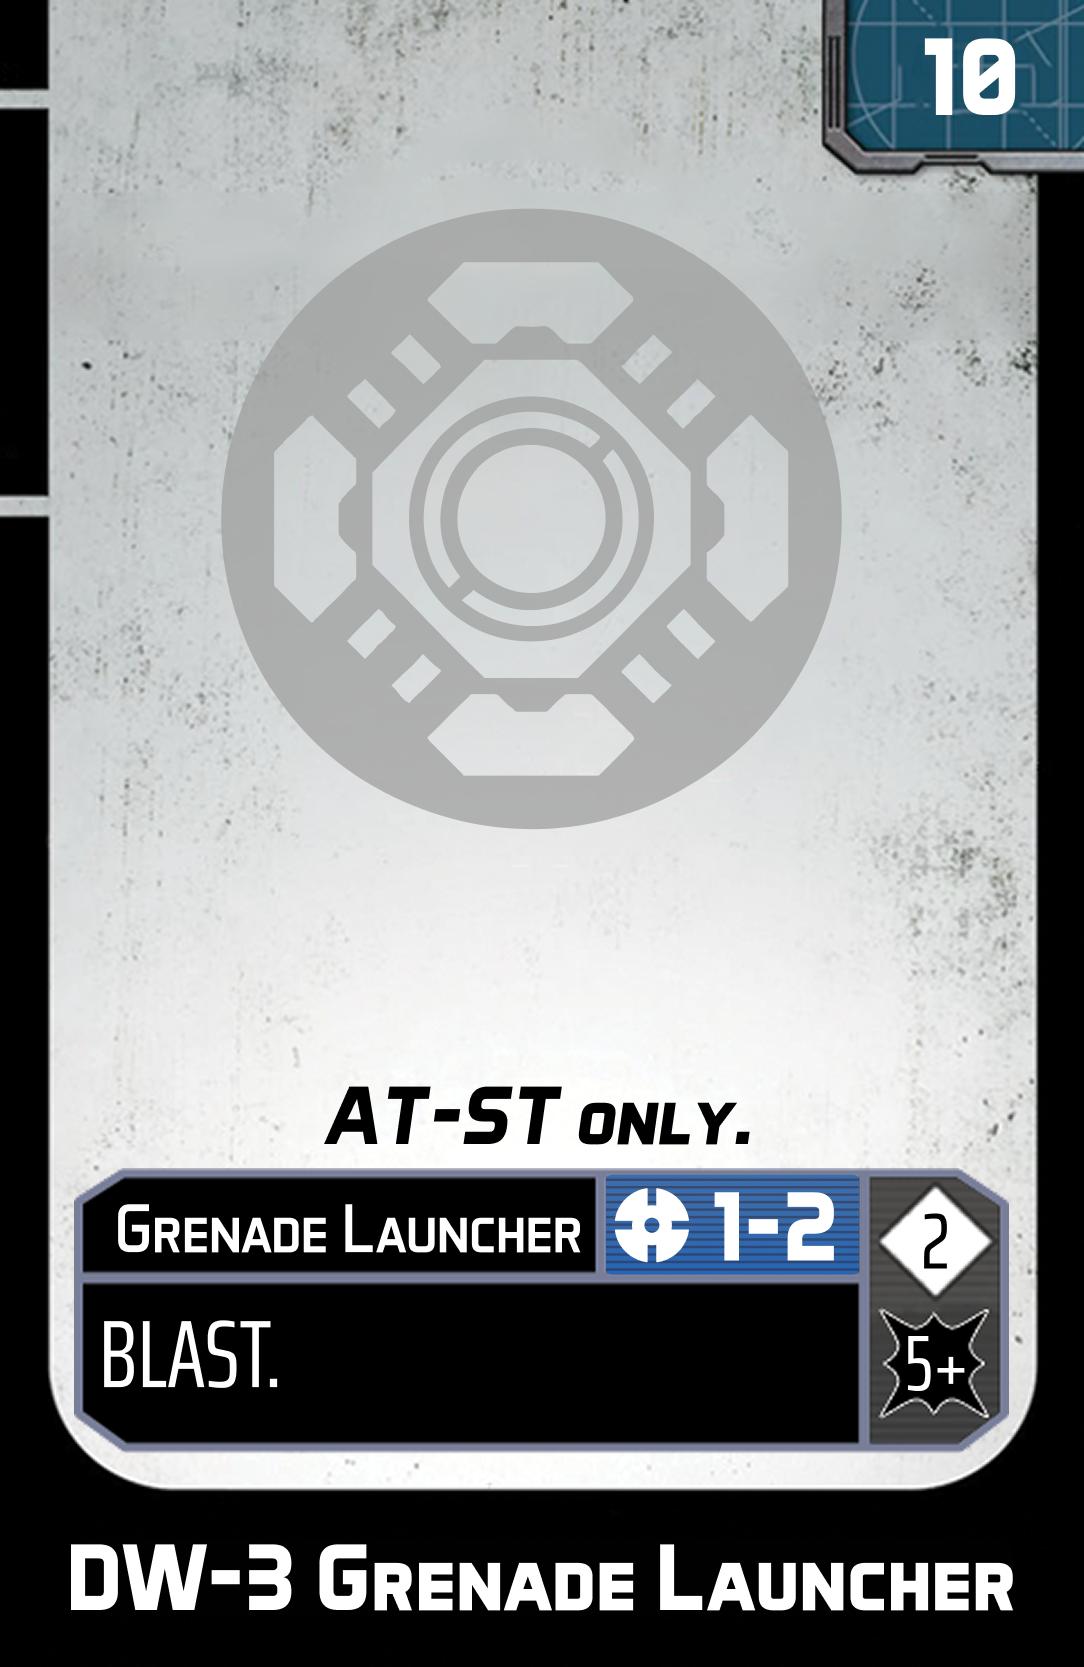 10
AT-ST ONLY.
GRENADE LAUNCHER 1-2
2
BLAST.
5+
DW-3 GRENADE LAUNCHER